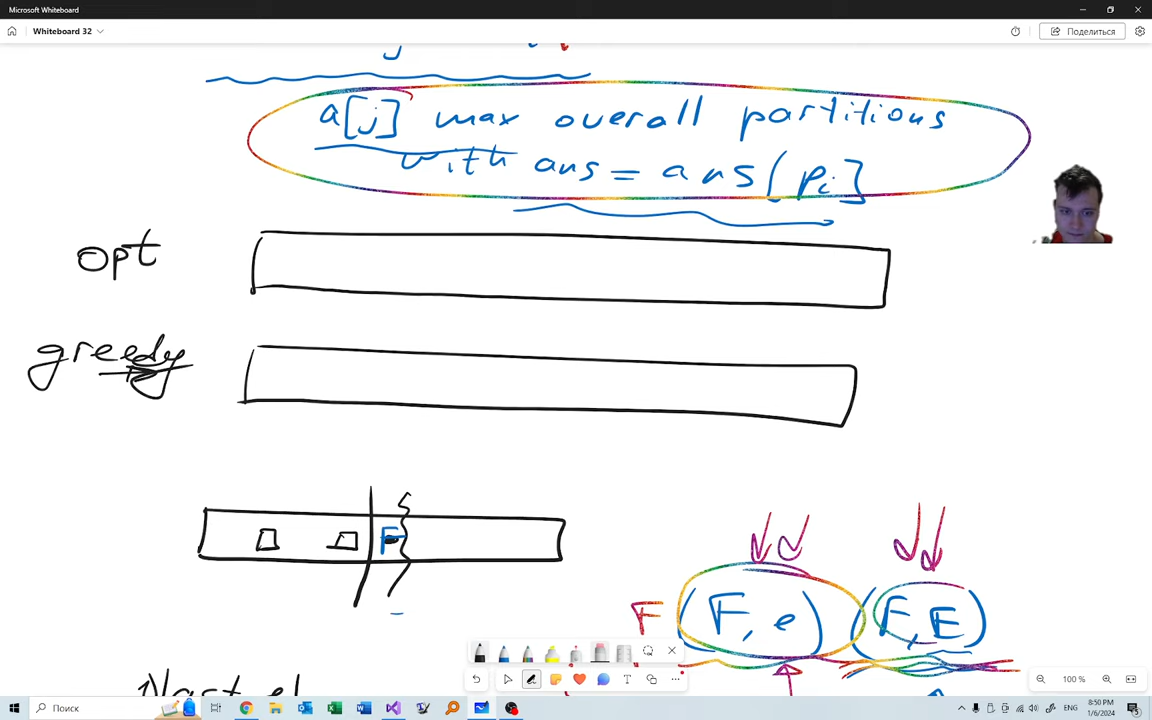 Microsoft Whiteboard
Whiteboard 32
Поделиться
a[j] max overall partitions
with ans = ans[pi]
opt
greedy
F
F (F, e) (F, E)
100 %
Поиск
ENG
8:50 PM
1/6/2024